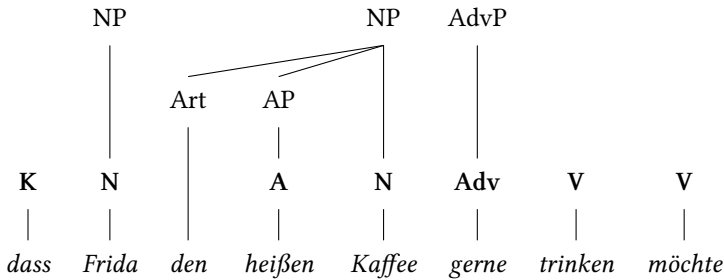 NP NP AdvP
Art AP
K N A N Adv V V
dass Frida den heißen Kaffee gerne trinken möchte